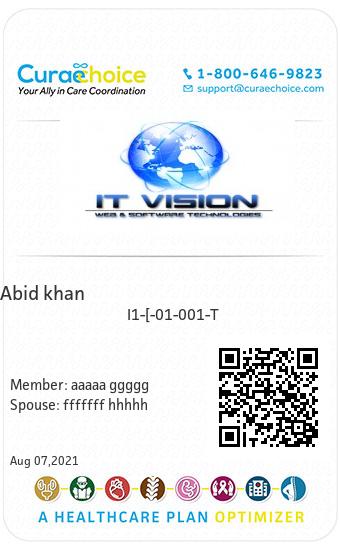 Curaechoice
Your Ally in Care Coordination
1-800-646-9823
support@curaechoice.com
IT VISION
WEB & SOFTWARE TECHNOLOGIES
Abid khan
I1-[-01-001-T
Member: aaaaa ggggg
Spouse: fffffff hhhhh
Aug 07,2021
A HEALTHCARE PLAN OPTIMIZER